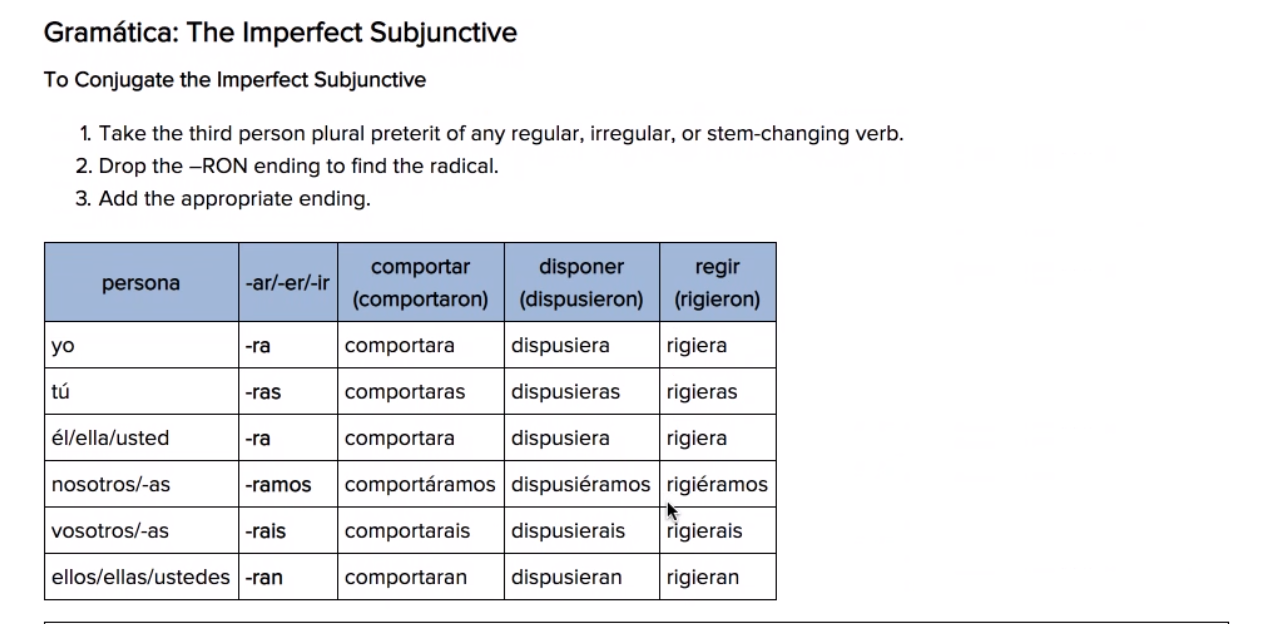 Gramática: The Imperfect Subjunctive
To Conjugate the Imperfect Subjunctive
1. Take the third person plural preterit of any regular, irregular, or stem-changing verb.
2. Drop the –RON ending to find the radical.
3. Add the appropriate ending.
persona -ar/-er/-ir comportar (comportaron) disponer (dispusieron) regir (rigieron)
yo -ra comportara dispusiera rigiera
tú -ras comportaras dispusieras rigieras
él/ella/usted -ra comportara dispusiera rigiera
nosotros/-as -ramos comportáramos dispusiéramos rigiéramos
vosotros/-as -rais comportarais dispusierais rigierais
ellos/ellas/ustedes -ran comportaran dispusieran rigieran